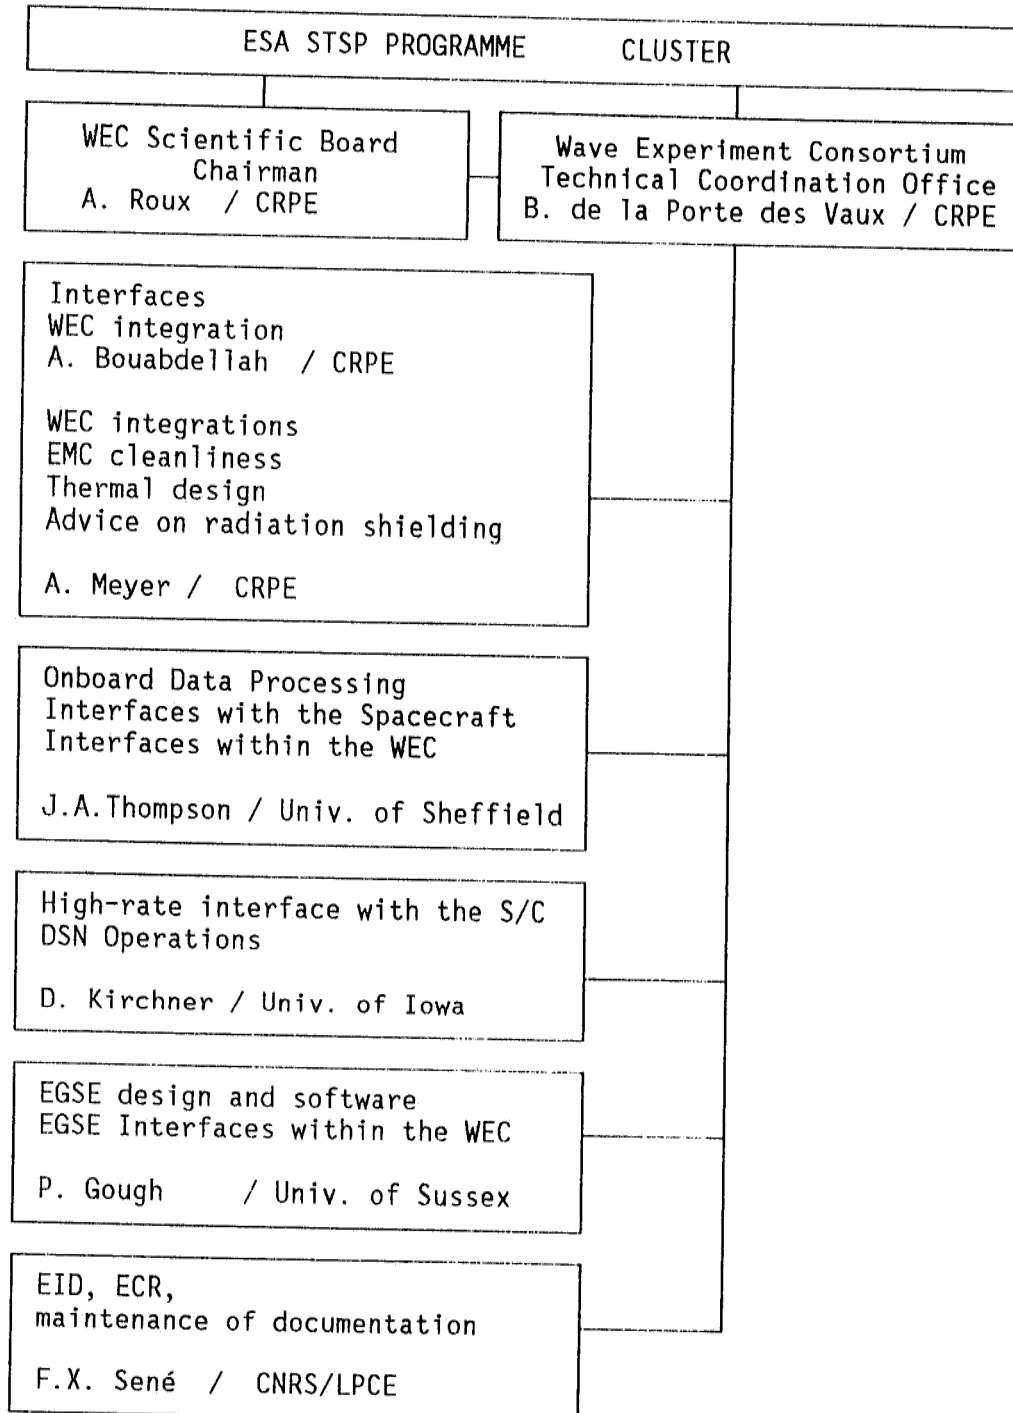 ESA STSP PROGRAMME CLUSTER
WEC Scientific Board
Chairman
A. Roux / CRPE
Wave Experiment Consortium
Technical Coordination Office
B. de la Porte des Vaux / CRPE
Interfaces
WEC integration
A. Bouabdellah / CRPE
WEC integrations
EMC cleanliness
Thermal design
Advice on radiation shielding
A. Meyer / CRPE
Onboard Data Processing
Interfaces with the Spacecraft
Interfaces within the WEC
J.A.Thompson / Univ. of Sheffield
High-rate interface with the S/C
DSN Operations
D. Kirchner / Univ. of Iowa
EGSE design and software
EGSE Interfaces within the WEC
P. Gough / Univ. of Sussex
EID, ECR,
maintenance of documentation
F.X. Sené / CNRS/LPCE